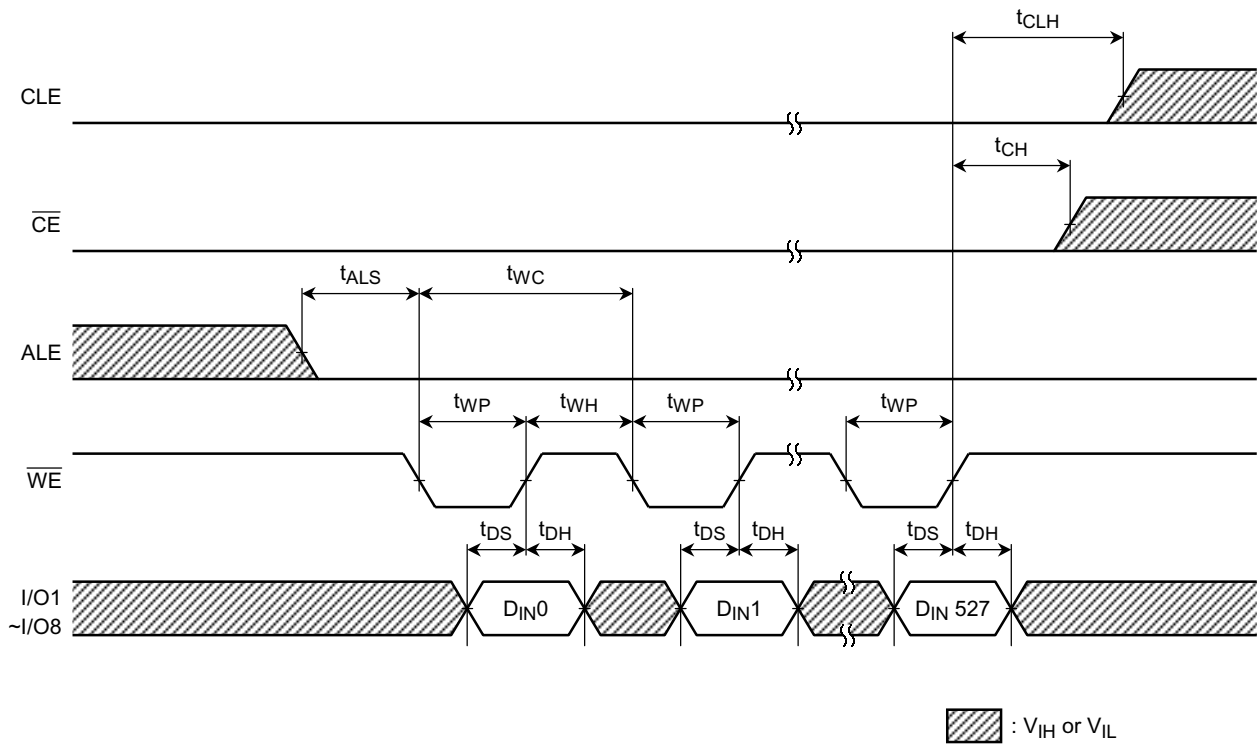 tCLH
CLE
tCH
CE
tALS tWC
ALE
tWP tWH tWP tWP
WE
tDS tDH tDS tDH tDS tDH
I/O1
~I/O8
DIN0 DIN1 DIN 527
: VIH or VIL